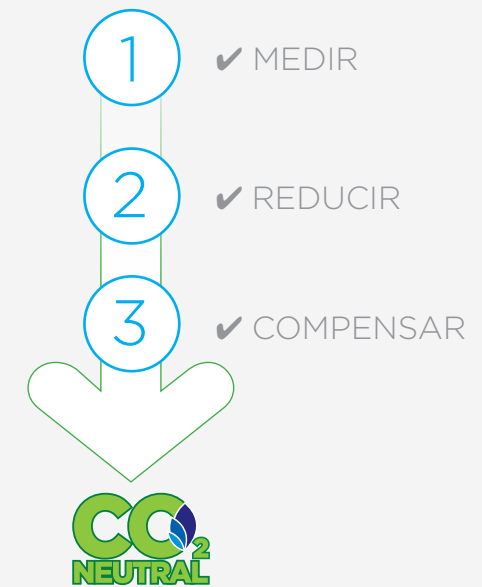 1 ✔ MEDIR
2 ✔ REDUCIR
3 ✔ COMPENSAR
CO2
NEUTRAL